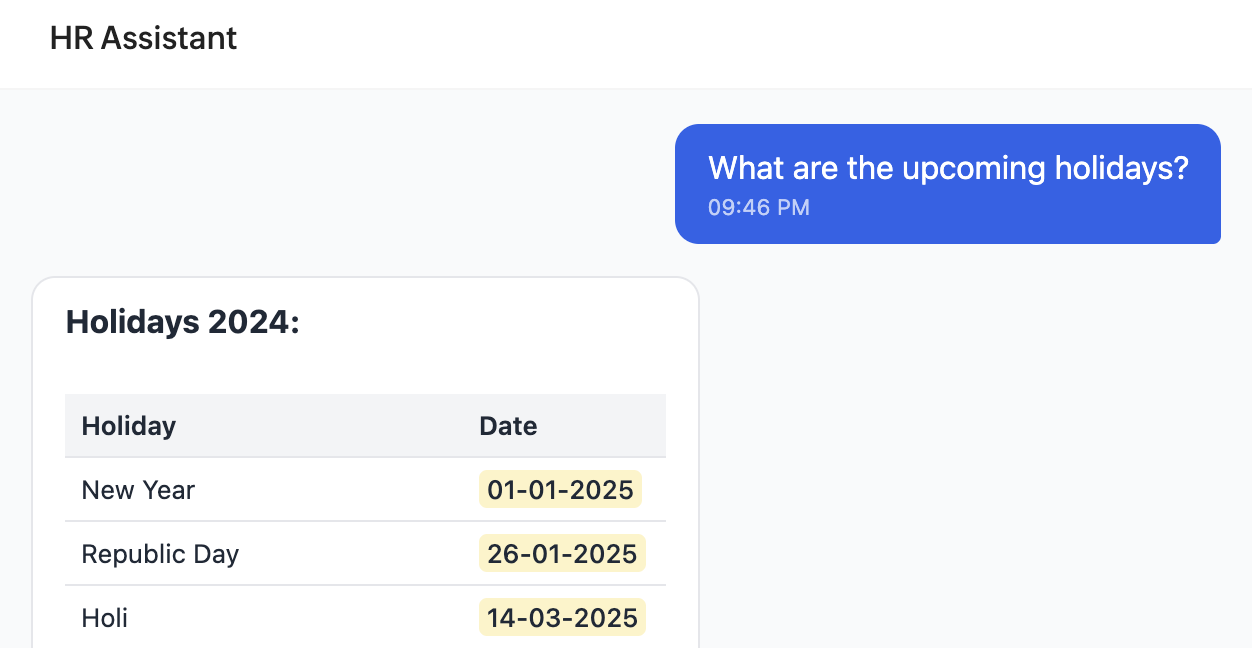 HR Assistant
What are the upcoming holidays?
09:46 PM
Holidays 2024:
Holiday Date
New Year 01-01-2025
Republic Day 26-01-2025
Holi 14-03-2025